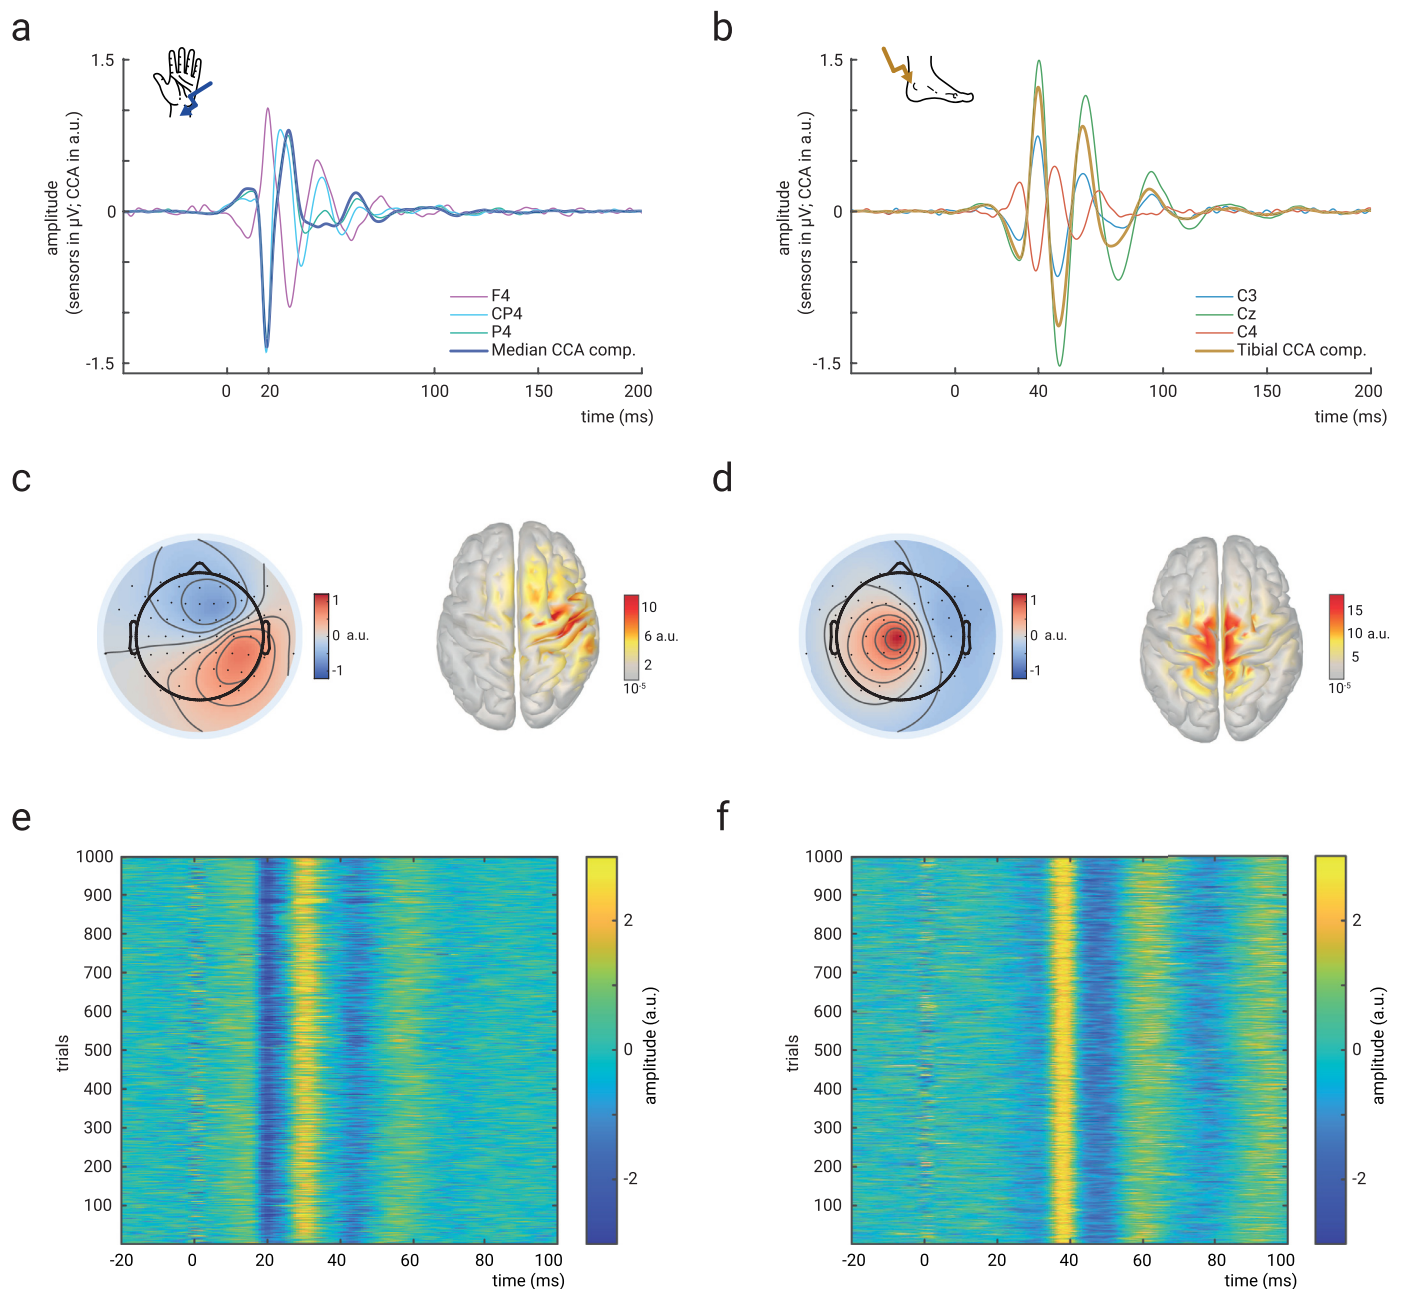 a
1.5
0
-1.5
amplitude
(sensors in µV; CCA in a.u.)
F4
CP4
P4
Median CCA comp.
0 20 100 150 200
time (ms)
b
1.5
0
-1.5
amplitude
(sensors in µV; CCA in a.u.)
C3
Cz
C4
Tibial CCA comp.
0 40 100 150 200
time (ms)
c
1
0 a.u.
-1
10
6 a.u.
2
10-5
d
1
0 a.u.
-1
15
10 a.u.
5
10-5
e
1000
900
800
700
600
500
400
300
200
100
trials
-20 0 20 40 60 80 100
time (ms)
2
0
-2
amplitude (a.u.)
f
1000
900
800
700
600
500
400
300
200
100
trials
-20 0 20 40 60 80 100
time (ms)
2
0
-2
amplitude (a.u.)